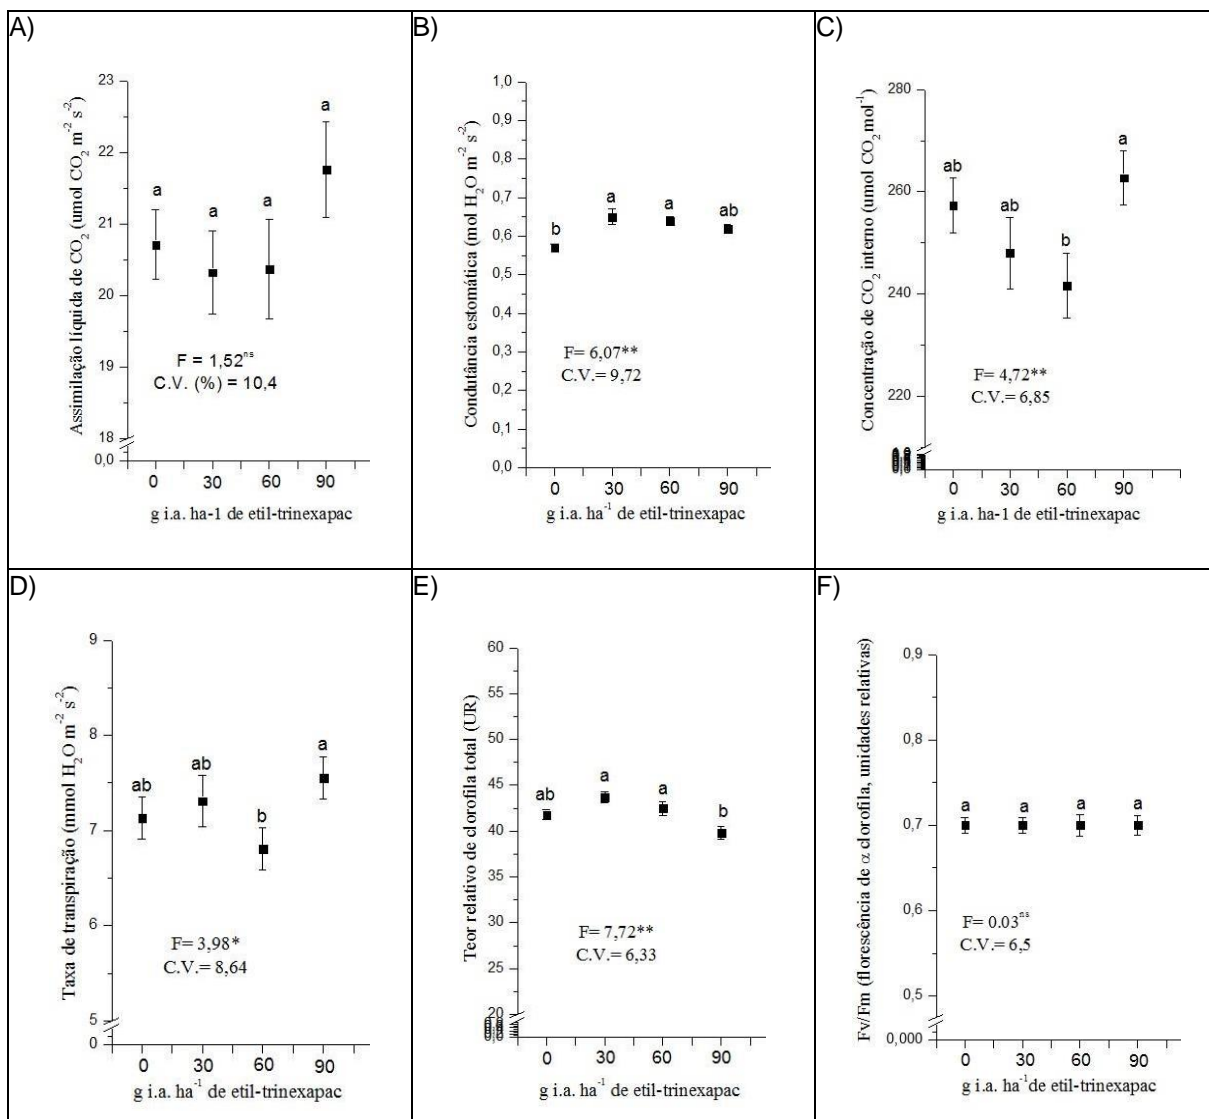 A)
Assimilação líquida de CO₂ (umol CO₂ m⁻² s⁻²)
23
22
21
20
19
18
0,0
a
a
a
a
F = 1,52ⁿˢ
C.V. (%) = 10,4
0 30 60 90
g i.a. ha-1 de etil-trinexapac
B)
Condutância estomática (mol H₂O m⁻² s⁻²)
1,0
0,9
0,8
0,7
0,6
0,5
0,4
0,3
0,2
0,1
0,0
b
a
a
ab
F= 6,07**
C.V.= 9,72
0 30 60 90
g i.a. ha⁻¹ de etil-trinexapac
C)
Concentração de CO₂ interno (umol CO₂ mol⁻¹)
280
260
240
220
ab
ab
b
a
F= 4,72**
C.V.= 6,85
0 30 60 90
g i.a. ha-1 de etil-trinexapac
D)
Taxa de transpiração (mmol H₂O m⁻² s⁻²)
9
8
7
6
5
0
ab
ab
b
a
F= 3,98*
C.V.= 8,64
0 30 60 90
g i.a. ha⁻¹ de etil-trinexapac
E)
Teor relativo de clorofila total (UR)
60
55
50
45
40
35
30
25
20
ab
a
a
b
F= 7,72**
C.V.= 6,33
0 30 60 90
g i.a. ha⁻¹ de etil-trinexapac
F)
Fv/Fm (florescência de α clorofila, unidades relativas)
0,9
0,8
0,7
0,6
0,5
0,000
a
a
a
a
F= 0.03ⁿˢ
C.V.= 6,5
0 30 60 90
g i.a. ha⁻¹de etil-trinexapac